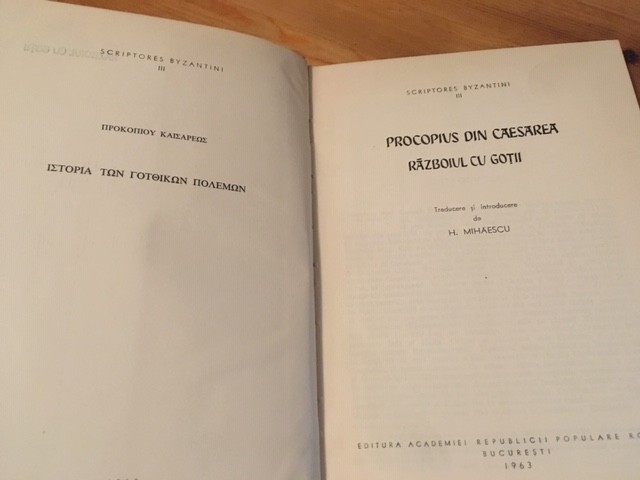 SCRIPTORES BYZANTINI
III
ΠΡΟΚΟΠΙΟΥ ΚΑΙΣΑΡΕΩΣ
ΙΣΤΟΡΙΑ ΤΩΝ ΓΟΤΘΙΚΩΝ ΠΟΛΕΜΩΝ
SCRIPTORES BYZANTINI
III
PROCOPIUS DIN CAESAREA
RĂZBOIUL CU GOȚII
Traducere și introducere
de
H. MIHAESCU
EDITURA ACADEMIEI REPUBLICII POPULARE RO
BUCUREȘTI
1963